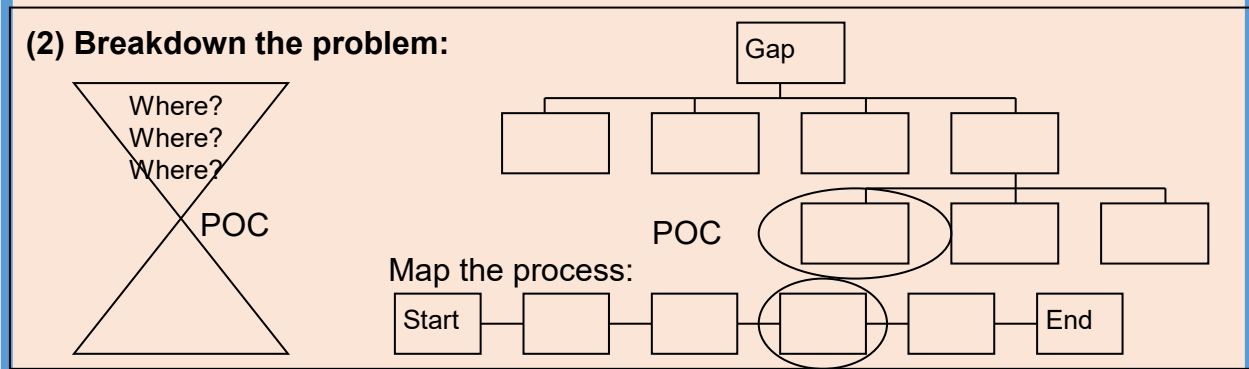 (2) Breakdown the problem:
Gap
Where?
Where?
Where?
POC
POC
Map the process:
Start
End